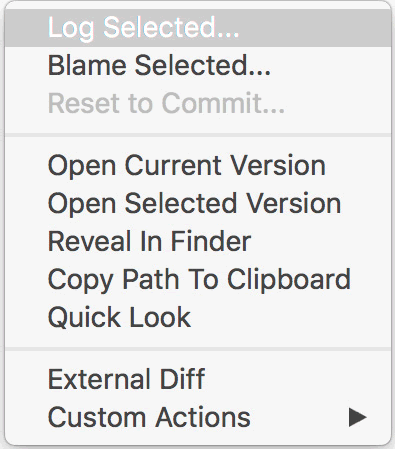 Log Selected...
Blame Selected...
Reset to Commit...
Open Current Version
Open Selected Version
Reveal In Finder
Copy Path To Clipboard
Quick Look
External Diff
Custom Actions